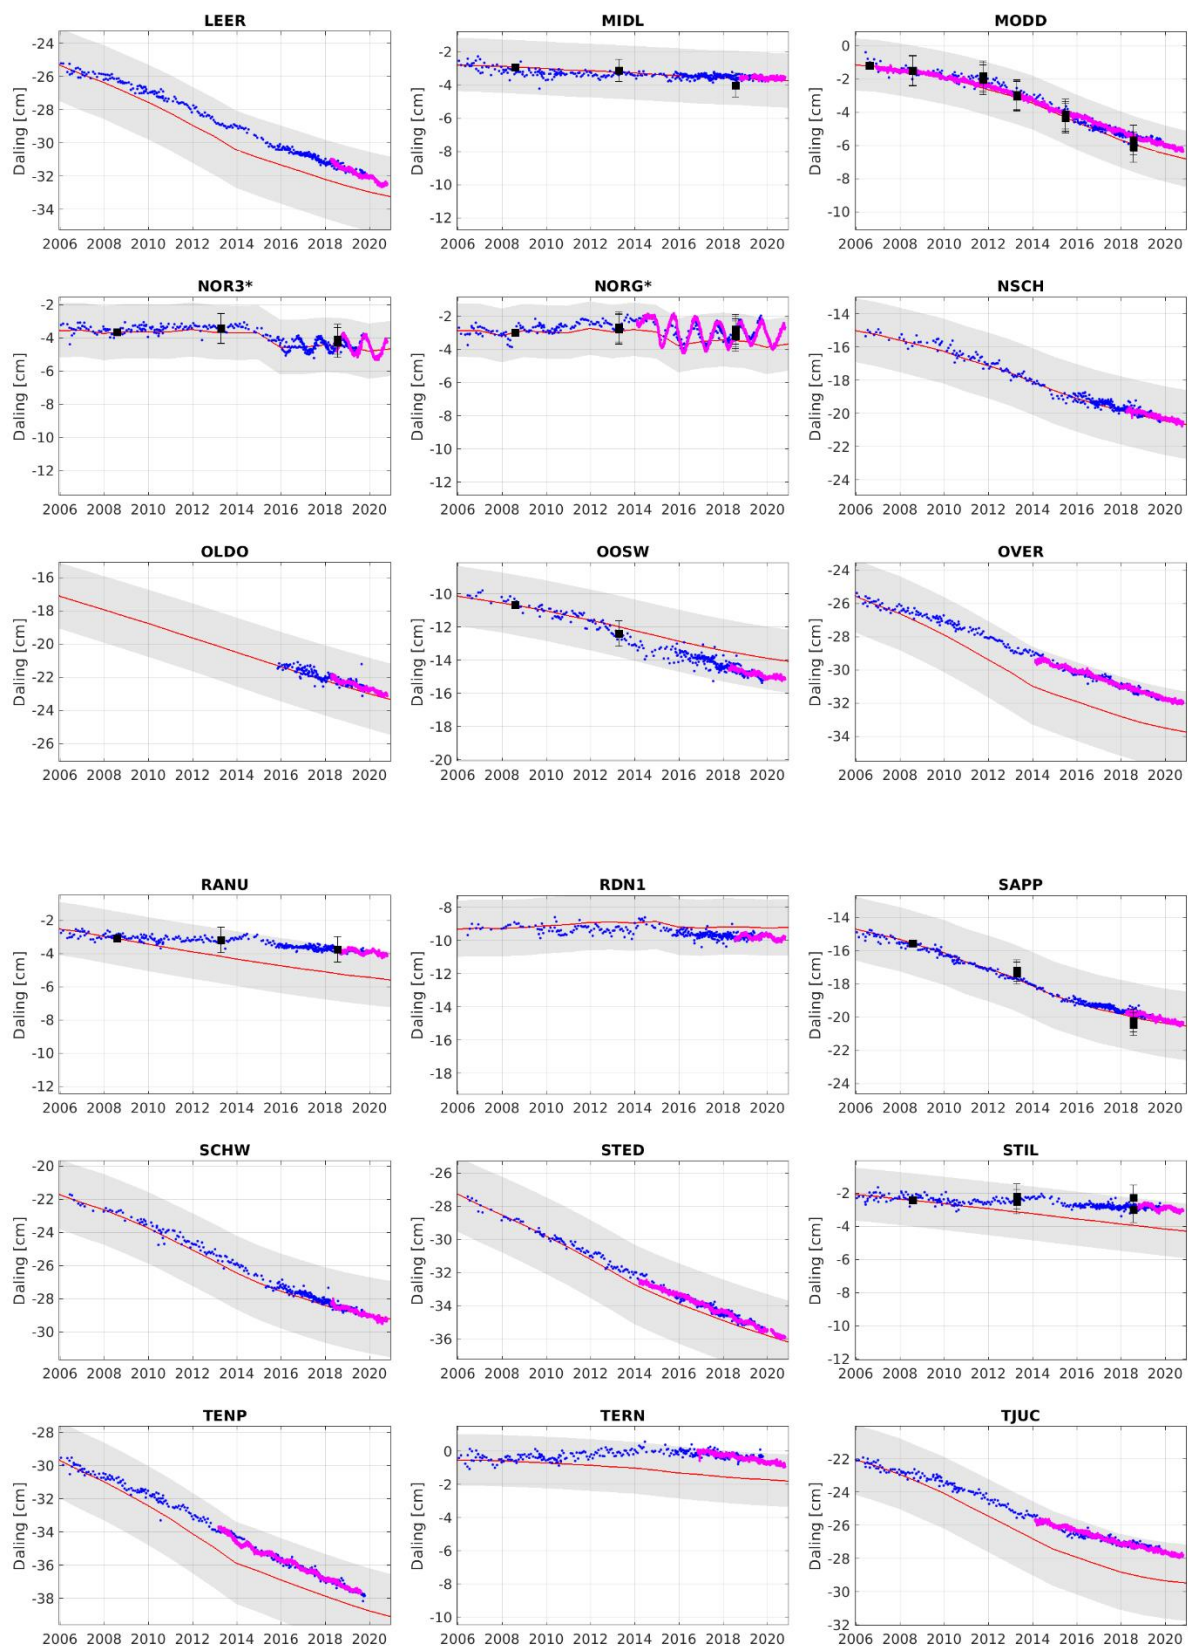 LEER MIDL MODD
-24 -2 0
-26 -4 -2
-28 -6 -4
-30 -8 -6
-32 -10 -8
-34 -12 -10
Daling [cm] Daling [cm] Daling [cm]
2006 2008 2010 2012 2014 2016 2018 2020 2006 2008 2010 2012 2014 2016 2018 2020 2006 2008 2010 2012 2014 2016 2018 2020
NOR3* NORG* NSCH
-2 -2 -14
-4 -4 -16
-6 -6 -18
-8 -8 -20
-10 -10 -22
-12 -12 -24
Daling [cm] Daling [cm] Daling [cm]
2006 2008 2010 2012 2014 2016 2018 2020 2006 2008 2010 2012 2014 2016 2018 2020 2006 2008 2010 2012 2014 2016 2018 2020
OLDO OOSW OVER
-16 -10 -24
-18 -12 -26
-20 -14 -28
-22 -16 -30
-24 -18 -32
-26 -20 -34
Daling [cm] Daling [cm] Daling [cm]
2006 2008 2010 2012 2014 2016 2018 2020 2006 2008 2010 2012 2014 2016 2018 2020 2006 2008 2010 2012 2014 2016 2018 2020
RANU RDN1 SAPP
-2 -8 -14
-4 -10 -16
-6 -12 -18
-8 -14 -20
-10 -16 -22
-12 -18 -24
Daling [cm] Daling [cm] Daling [cm]
2006 2008 2010 2012 2014 2016 2018 2020 2006 2008 2010 2012 2014 2016 2018 2020 2006 2008 2010 2012 2014 2016 2018 2020
SCHW STED STIL
-20 -26 -2
-22 -28 -4
-24 -30 -6
-26 -32 -8
-28 -34 -10
-30 -36 -12
Daling [cm] Daling [cm] Daling [cm]
2006 2008 2010 2012 2014 2016 2018 2020 2006 2008 2010 2012 2014 2016 2018 2020 2006 2008 2010 2012 2014 2016 2018 2020
TENP TERN TJUC
-28 0 -22
-30 -2 -24
-32 -4 -26
-34 -6 -28
-36 -8 -30
-38 -10 -32
Daling [cm] Daling [cm] Daling [cm]
2006 2008 2010 2012 2014 2016 2018 2020 2006 2008 2010 2012 2014 2016 2018 2020 2006 2008 2010 2012 2014 2016 2018 2020